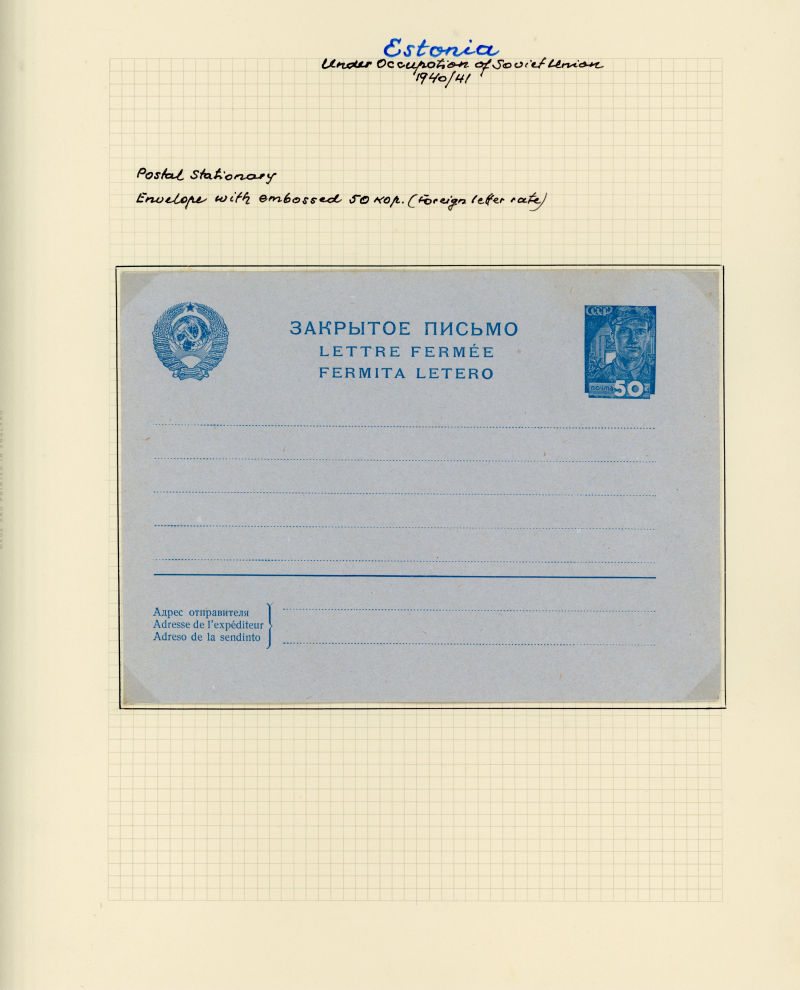 Estonia
Under Occupation of Soviet Union
1940/41
Postal Stationary
Envelope with embossed 50 kop. (Foreign letter rate)
ЗАКРЫТОЕ ПИСЬМО
LETTRE FERMÉE
FERMITA LETERO
СССР
ПОЧТА 50
Адрес отправителя
Adresse de l'expéditeur
Adreso de la sendinto